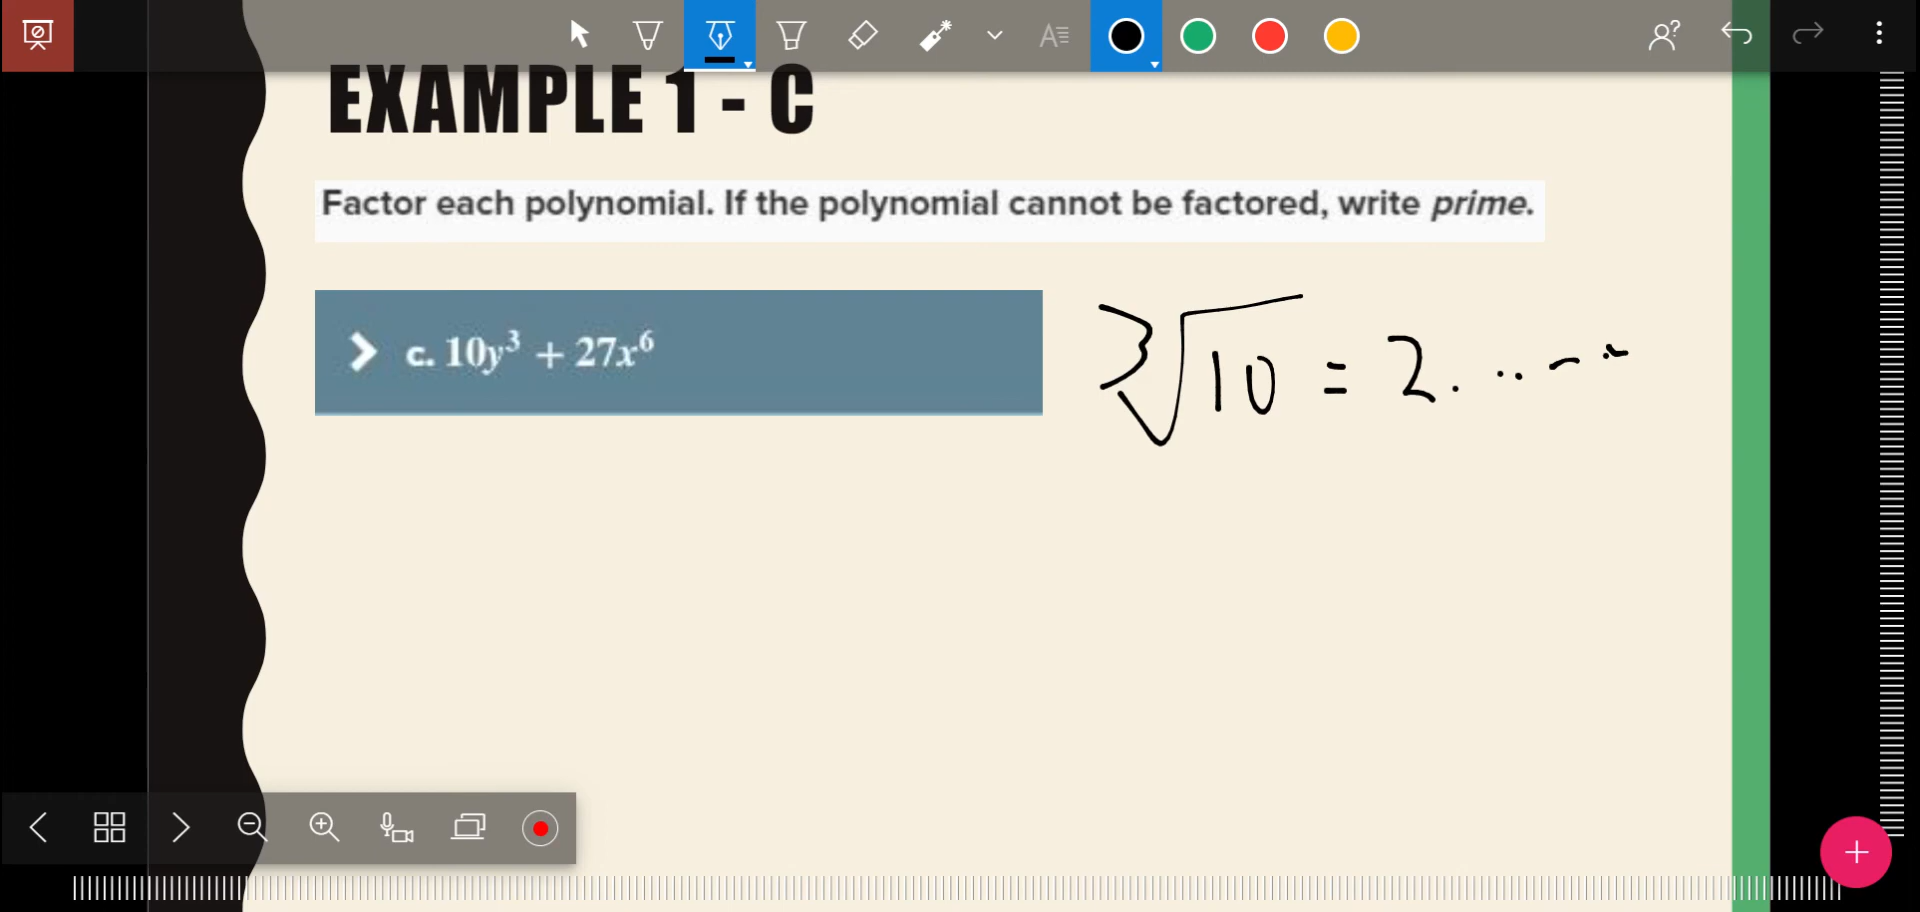 EXAMPLE 1 - C
Factor each polynomial. If the polynomial cannot be factored, write prime.
c. 10y³ + 27x⁶
∛10 = 2. .. - -